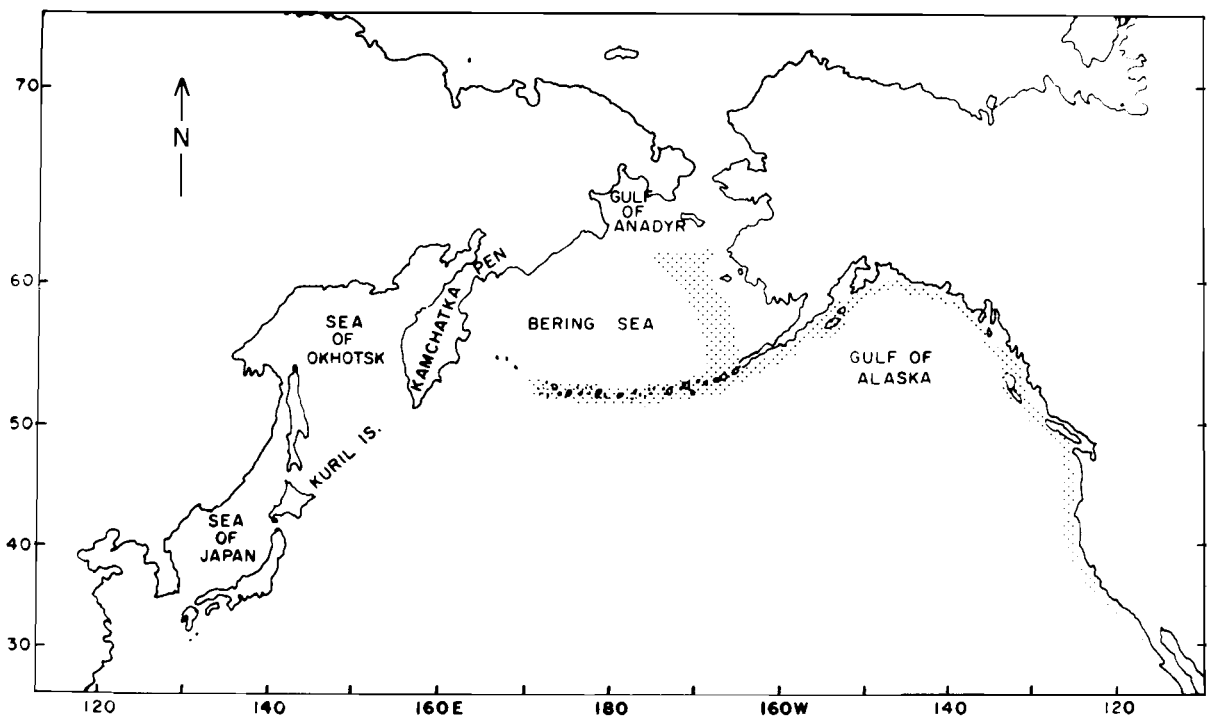 70
N
GULF
OF
ANADYR
60
KAMCHATKA PEN
SEA
OF
OKHOTSK
BERING SEA
GULF OF
ALASKA
50
KURIL IS.
SEA
OF
JAPAN
40
30
120 140 160E 180 160W 140 120